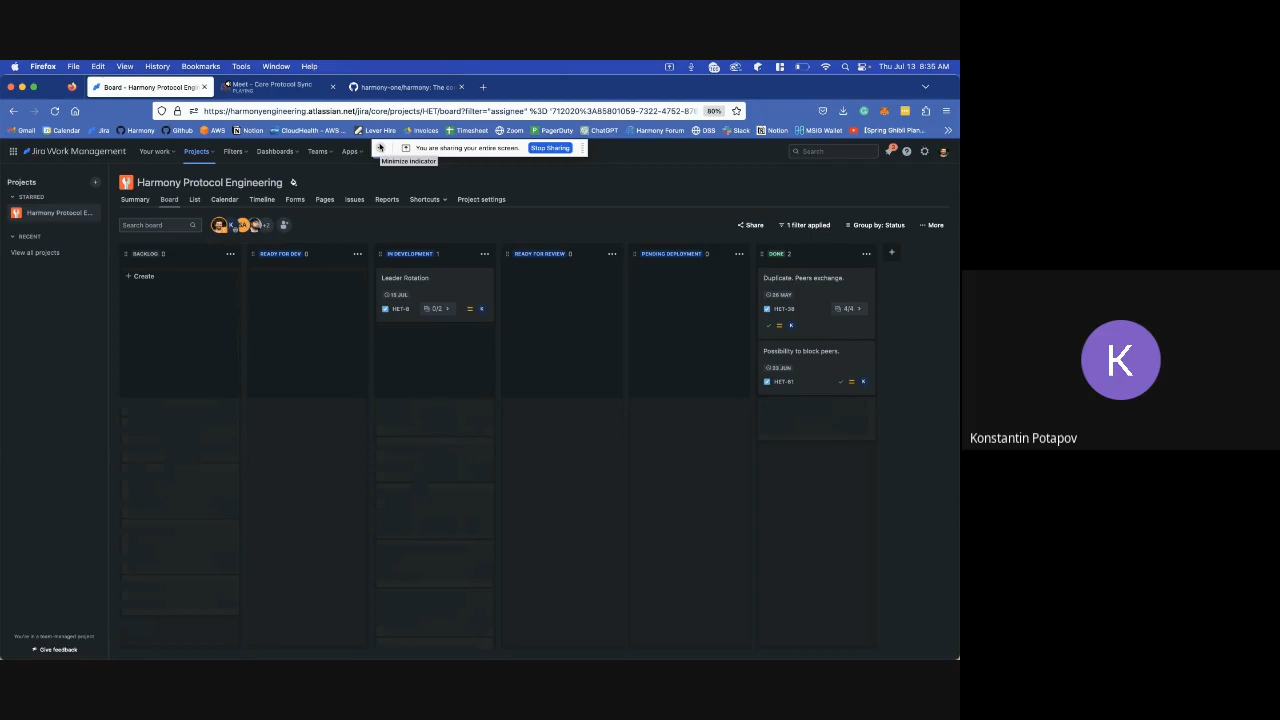 Firefox File Edit View History Bookmarks Tools Window Help Thu Jul 13 8:35 AM
Board - Harmony Protocol Engin
Meet - Core Protocol Sync
PLAYING
harmony-one/harmony: The co
https://harmonyengineering.atlassian.net/jira/core/projects/HET/board?filter="assignee" %3D "712020%3A85801059-7322-4752-B76 80%
Gmail Calendar Jira Harmony Github AWS Notion CloudHealth - AWS ... Lever Hire Invoices Timesheet Zoom PagerDuty ChatGPT Harmony Forum OSS Slack Notion MSIG Wallet
Jira Work Management Your work Projects Filters Dashboards Teams Apps
You are sharing your entire screen. Stop Sharing
Search
Minimize indicator
Projects
STARRED
Harmony Protocol E...
RECENT
View all projects
Harmony Protocol Engineering
Summary Board List Calendar Timeline Forms Pages Issues Reports Shortcuts Project settings
Search board
+2
Share 1 filter applied Group by: Status More
BACKLOG 0
READY FOR DEV 0
IN DEVELOPMENT 1
READY FOR REVIEW 0
PENDING DEPLOYMENT 0
DONE 2
+ Create
Leader Rotation
15 JUL
HET-8 0/2 K
Duplicate. Peers exchange.
26 MAY
HET-38 4/4
K
Possibility to block peers.
23 JUN
HET-81 K
You're in a team-managed project
Give feedback
K
Konstantin Potapov